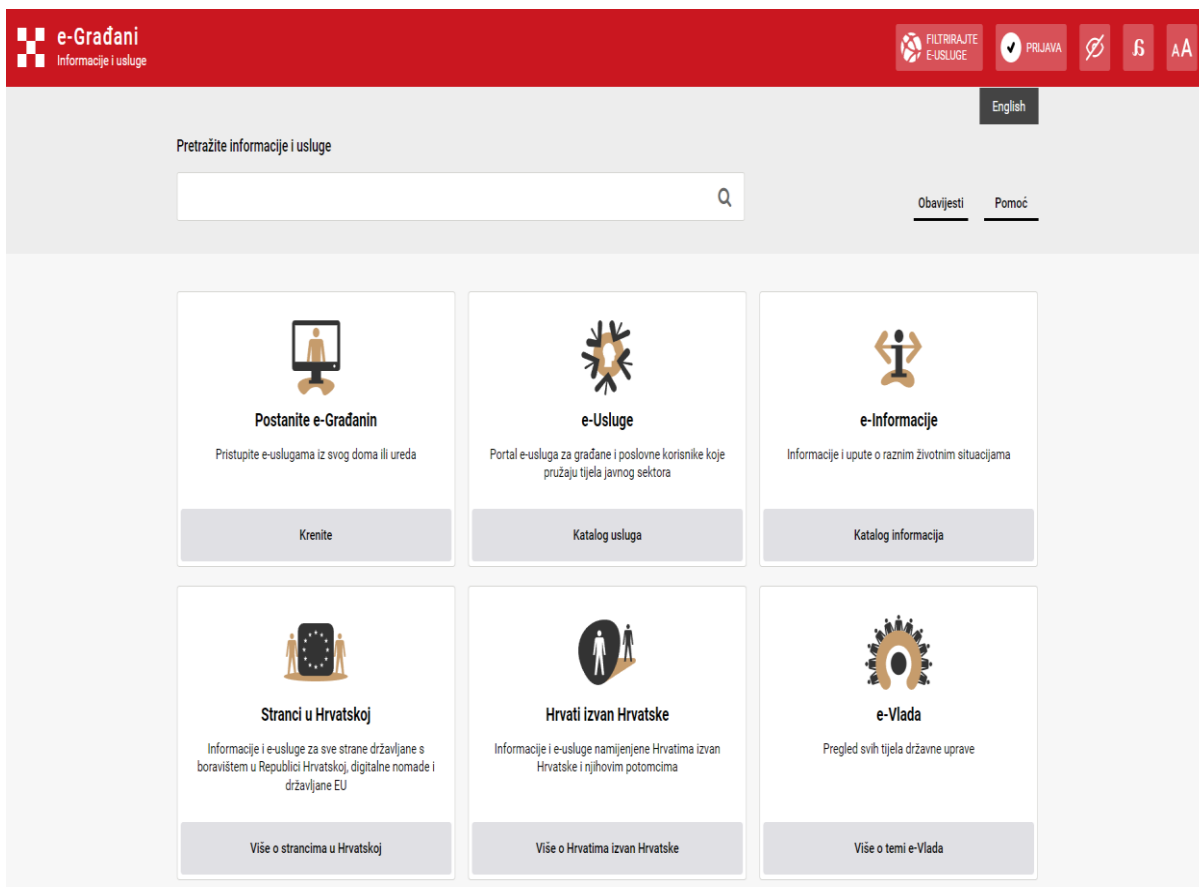 e-Građani
Informacije i usluge
FILTRIRAJTE
E-USLUGE
PRIJAVA
AA
English
Pretražite informacije i usluge
Obavijesti
Pomoć
Postanite e-Građanin
Pristupite e-uslugama iz svog doma ili ureda
Krenite
e-Usluge
Portal e-usluga za građane i poslovne korisnike koje
pružaju tijela javnog sektora
Katalog usluga
e-Informacije
Informacije i upute o raznim životnim situacijama
Katalog informacija
Stranci u Hrvatskoj
Informacije i e-usluge za sve strane državljane s
boravištem u Republici Hrvatskoj, digitalne nomade i
državljane EU
Više o strancima u Hrvatskoj
Hrvati izvan Hrvatske
Informacije i e-usluge namijenjene Hrvatima izvan
Hrvatske i njihovim potomcima
Više o Hrvatima izvan Hrvatske
e-Vlada
Pregled svih tijela državne uprave
Više o temi e-Vlada